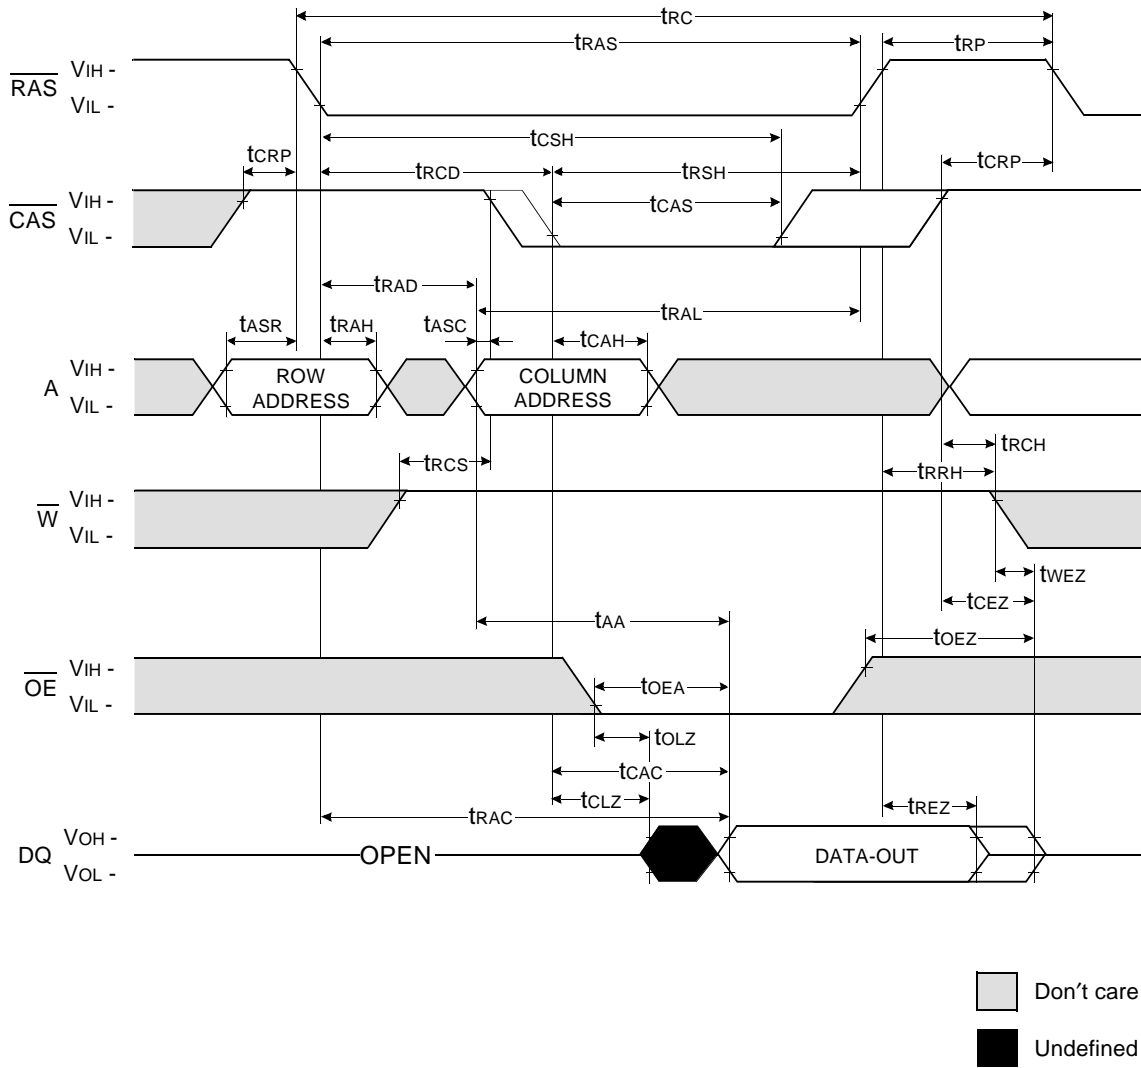 tRC
tRAS
tRP
RAS
VIH -
VIL -
tCSH
tCRP
tRCD
tRSH
tCRP
CAS
VIH -
VIL -
tCAS
tRAD
tRAL
tASR
tRAH
tASC
tCAH
A
VIH -
VIL -
ROW
ADDRESS
COLUMN
ADDRESS
tRCS
tRCH
tRRH
W
VIH -
VIL -
tWEZ
tCEZ
tAA
tOEZ
OE
VIH -
VIL -
tOEA
tOLZ
tCAC
tCLZ
tREZ
tRAC
DQ
VOH -
VOL -
OPEN
DATA-OUT
Don′t care
Undefined